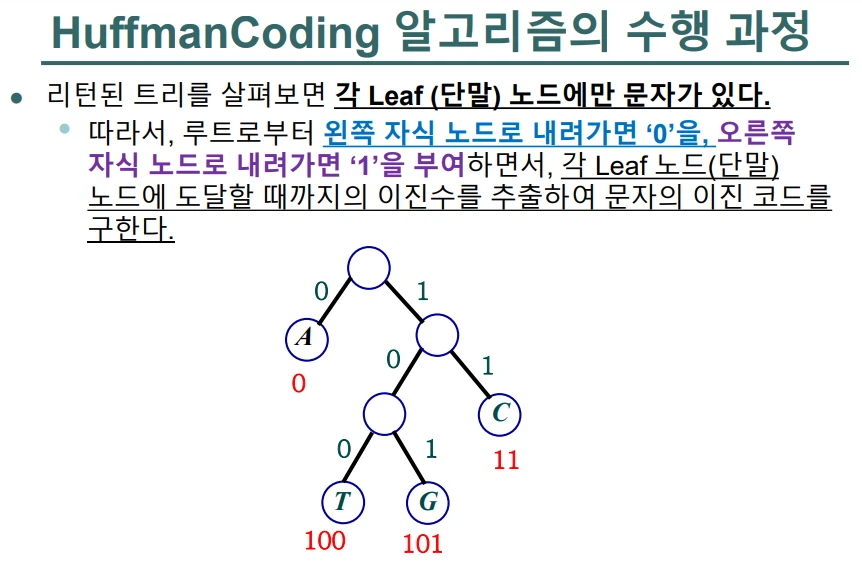 HuffmanCoding 알고리즘의 수행 과정
● 리턴된 트리를 살펴보면 각 Leaf (단말) 노드에만 문자가 있다.
● 따라서, 루트로부터 왼쪽 자식 노드로 내려가면 ‘0’을, 오른쪽
자식 노드로 내려가면 ‘1’을 부여하면서, 각 Leaf 노드(단말)
노드에 도달할 때까지의 이진수를 추출하여 문자의 이진 코드를
구한다.
0 1
A
0 1
0
C
0 1
11
T G
100 101